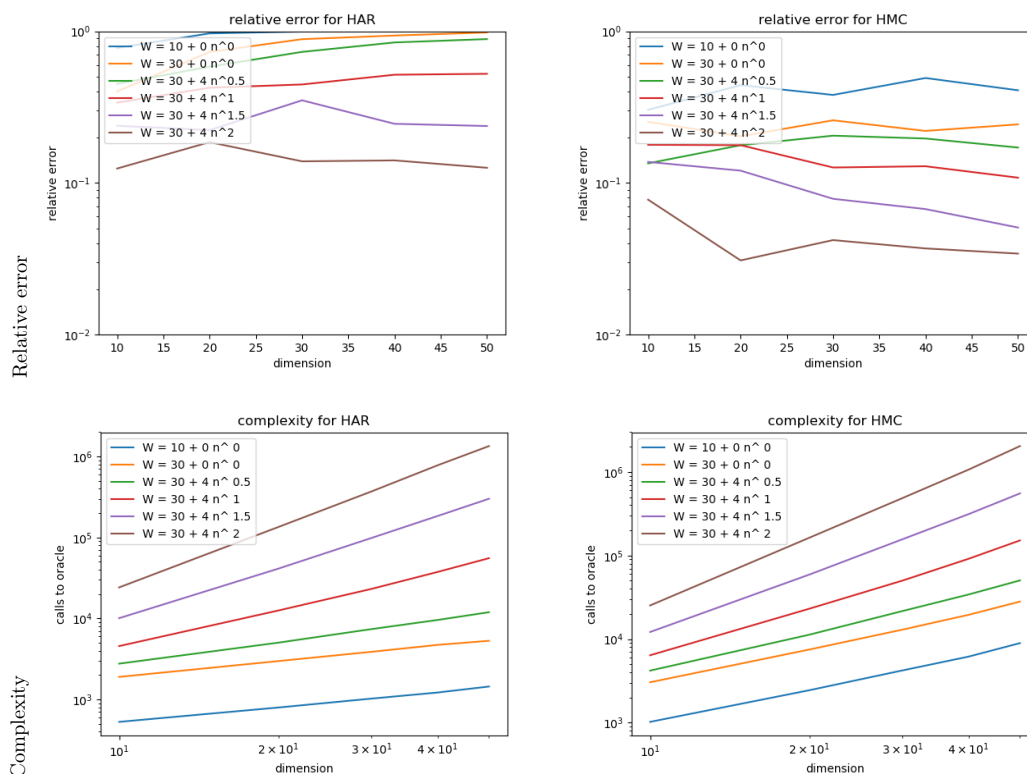 relative error for HAR
10^0
10^-1
10^-2
relative error
W = 10 + 0 n^0
W = 30 + 0 n^0
W = 30 + 4 n^0.5
W = 30 + 4 n^1
W = 30 + 4 n^1.5
W = 30 + 4 n^2
10 15 20 25 30 35 40 45 50
dimension
relative error for HMC
10^0
10^-1
10^-2
relative error
W = 10 + 0 n^0
W = 30 + 0 n^0
W = 30 + 4 n^0.5
W = 30 + 4 n^1
W = 30 + 4 n^1.5
W = 30 + 4 n^2
10 15 20 25 30 35 40 45 50
dimension
Relative error
complexity for HAR
10^6
10^5
10^4
10^3
calls to oracle
W = 10 + 0 n^ 0
W = 30 + 0 n^ 0
W = 30 + 4 n^ 0.5
W = 30 + 4 n^ 1
W = 30 + 4 n^ 1.5
W = 30 + 4 n^ 2
10^1 2 × 10^1 3 × 10^1 4 × 10^1
dimension
complexity for HMC
10^6
10^5
10^4
10^3
calls to oracle
W = 10 + 0 n^ 0
W = 30 + 0 n^ 0
W = 30 + 4 n^ 0.5
W = 30 + 4 n^ 1
W = 30 + 4 n^ 1.5
W = 30 + 4 n^ 2
10^1 2 × 10^1 3 × 10^1 4 × 10^1
dimension
Complexity